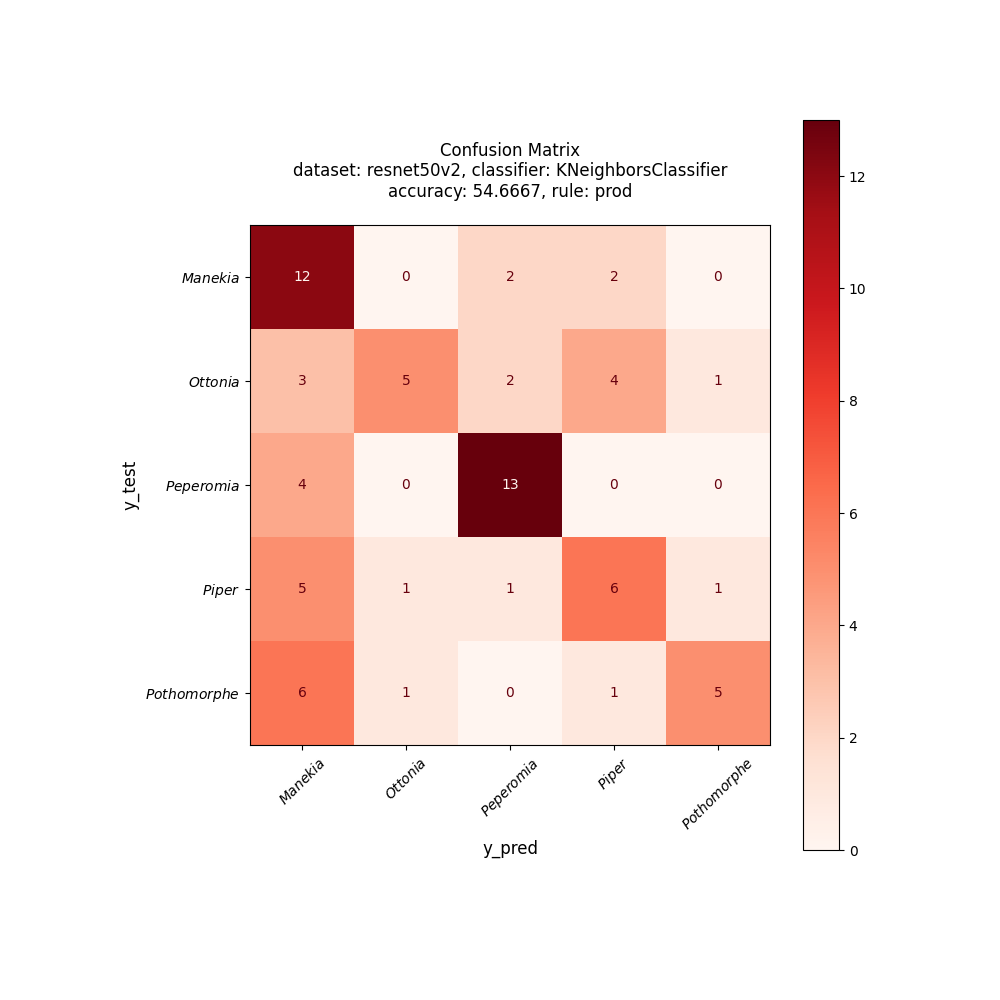 Confusion Matrix
dataset: resnet50v2, classifier: KNeighborsClassifier
accuracy: 54.6667, rule: prod
Manekia 12 0 2 2 0
Ottonia 3 5 2 4 1
Peperomia 4 0 13 0 0
Piper 5 1 1 6 1
Pothomorphe 6 1 0 1 5
y_test
Manekia Ottonia Peperomia Piper Pothomorphe
y_pred
12
10
8
6
4
2
0